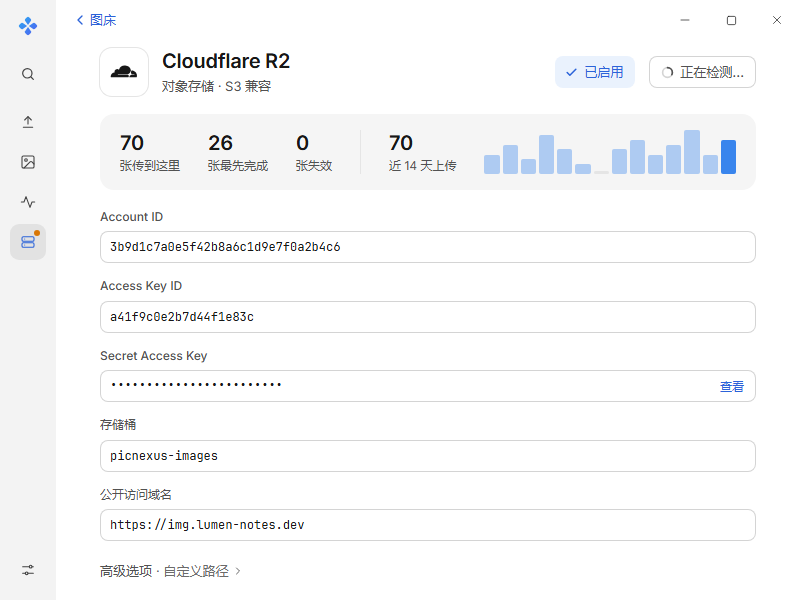 图床
Cloudflare R2
对象存储 · S3 兼容
已启用
正在检测...
70
张传到这里
26
张最先完成
0
张失效
70
近 14 天上传
Account ID
3b9d1c7a0e5f42b8a6c1d9e7f0a2b4c6
Access Key ID
a41f9c0e2b7d44f1e83c
Secret Access Key
••••••••••••••••••••••••
查看
存储桶
picnexus-images
公开访问域名
https://img.lumen-notes.dev
高级选项 · 自定义路径